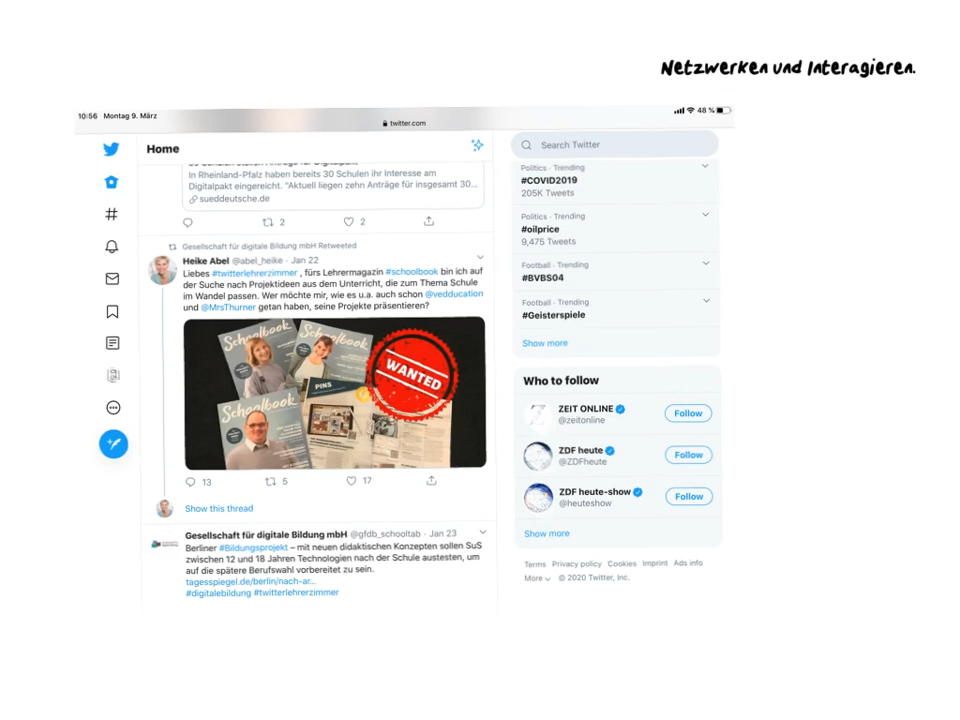 Netzwerken und Interagieren.
10:56 Montag 9. März
48 %
twitter.com
Home
In Rheinland-Pfalz haben bereits 30 Schulen ihr Interesse am
Digitalpakt eingereicht. "Aktuell liegen zehn Anträge für insgesamt 30...
sueddeutsche.de
2 2
Gesellschaft für digitale Bildung mbH Retweeted
Heike Abel @abel_heike · Jan 22
Liebes #twitterlehrerzimmer , fürs Lehrermagazin #schoolbook bin ich auf
der Suche nach Projektideen aus dem Unterricht, die zum Thema Schule
im Wandel passen. Wer möchte mir, wie es u.a. auch schon @vedducation
und @MrsThurner getan haben, seine Projekte präsentieren?
Schoolbook
Schoolbook
Schoolbook
PINS
WANTED
13 5 17
Show this thread
Gesellschaft für digitale Bildung mbH @gfdb_schooltab · Jan 23
Berliner #Bildungsprojekt – mit neuen didaktischen Konzepten sollen SuS
zwischen 12 und 18 Jahren Technologien nach der Schule austesten, um
auf die spätere Berufswahl vorbereitet zu sein.
tagesspiegel.de/berlin/nach-ar...
#digitalebildung #twitterlehrerzimmer
Search Twitter
Politics · Trending
#COVID2019
205K Tweets
Politics · Trending
#oilprice
9,475 Tweets
Football · Trending
#BVBS04
Football · Trending
#Geisterspiele
Show more
Who to follow
ZEIT ONLINE
@zeitonline
Follow
ZDF heute
@ZDFheute
Follow
ZDF heute-show
@heuteshow
Follow
Show more
Terms Privacy policy Cookies Imprint Ads info
More © 2020 Twitter, Inc.